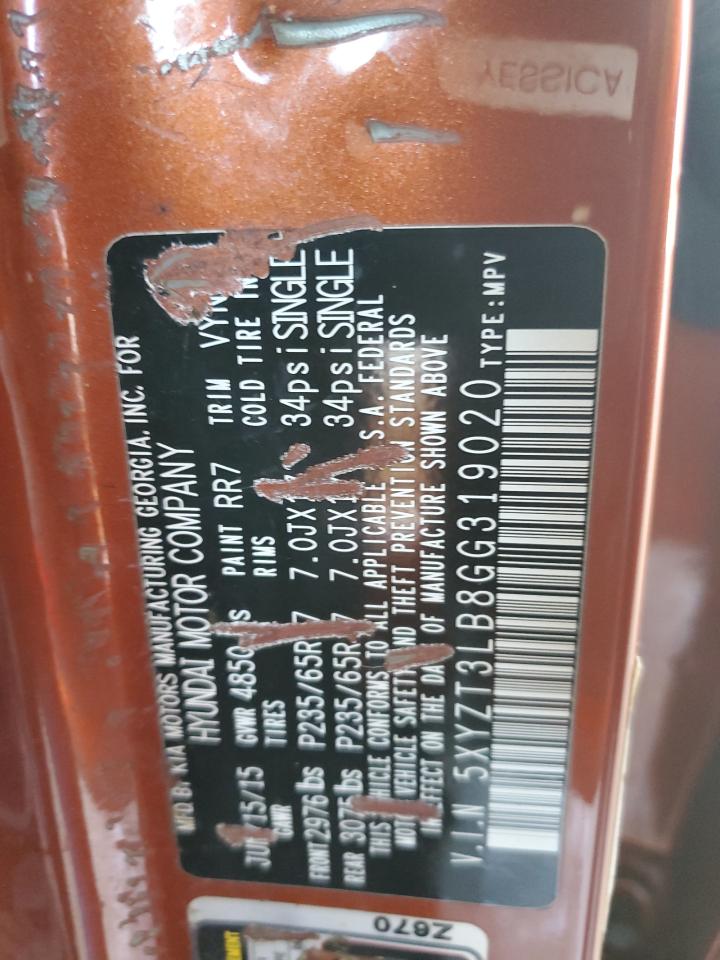 MFD. BY KIA MOTORS MANUFACTURING GEORGIA, INC. FOR
HYUNDAI MOTOR COMPANY
15/15 GVWR PAINT RR7 TRIM
GAWR TIRES RIMS COLD TIRE
FRONT 2976 lbs P235/65R 7.0JX 34psi SINGLE
REAR 3075 lbs P235/65R 7.0JX 34psi SINGLE
THIS VEHICLE CONFORMS TO ALL APPLICABLE U.S.A. FEDERAL
MOTOR VEHICLE SAFETY AND THEFT PREVENTION STANDARDS
IN EFFECT ON THE DATE OF MANUFACTURE SHOWN ABOVE
V.I.N 5XYZT3LB8GG319020 TYPE:MPV
YESSICA
Z670